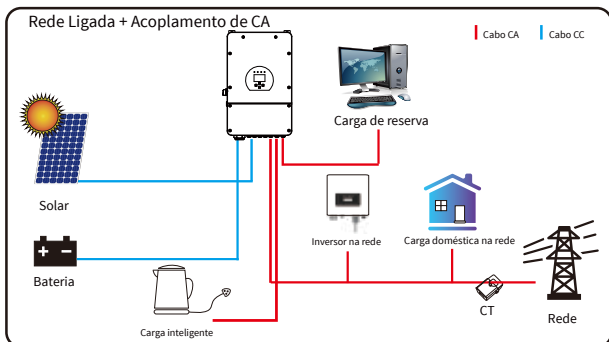 Rede Ligada + Acoplamento de CA
Cabo CA
Cabo CC
Carga de reserva
Solar
Inversor na rede
Carga doméstica na rede
Bateria
CT
Rede
Carga inteligente